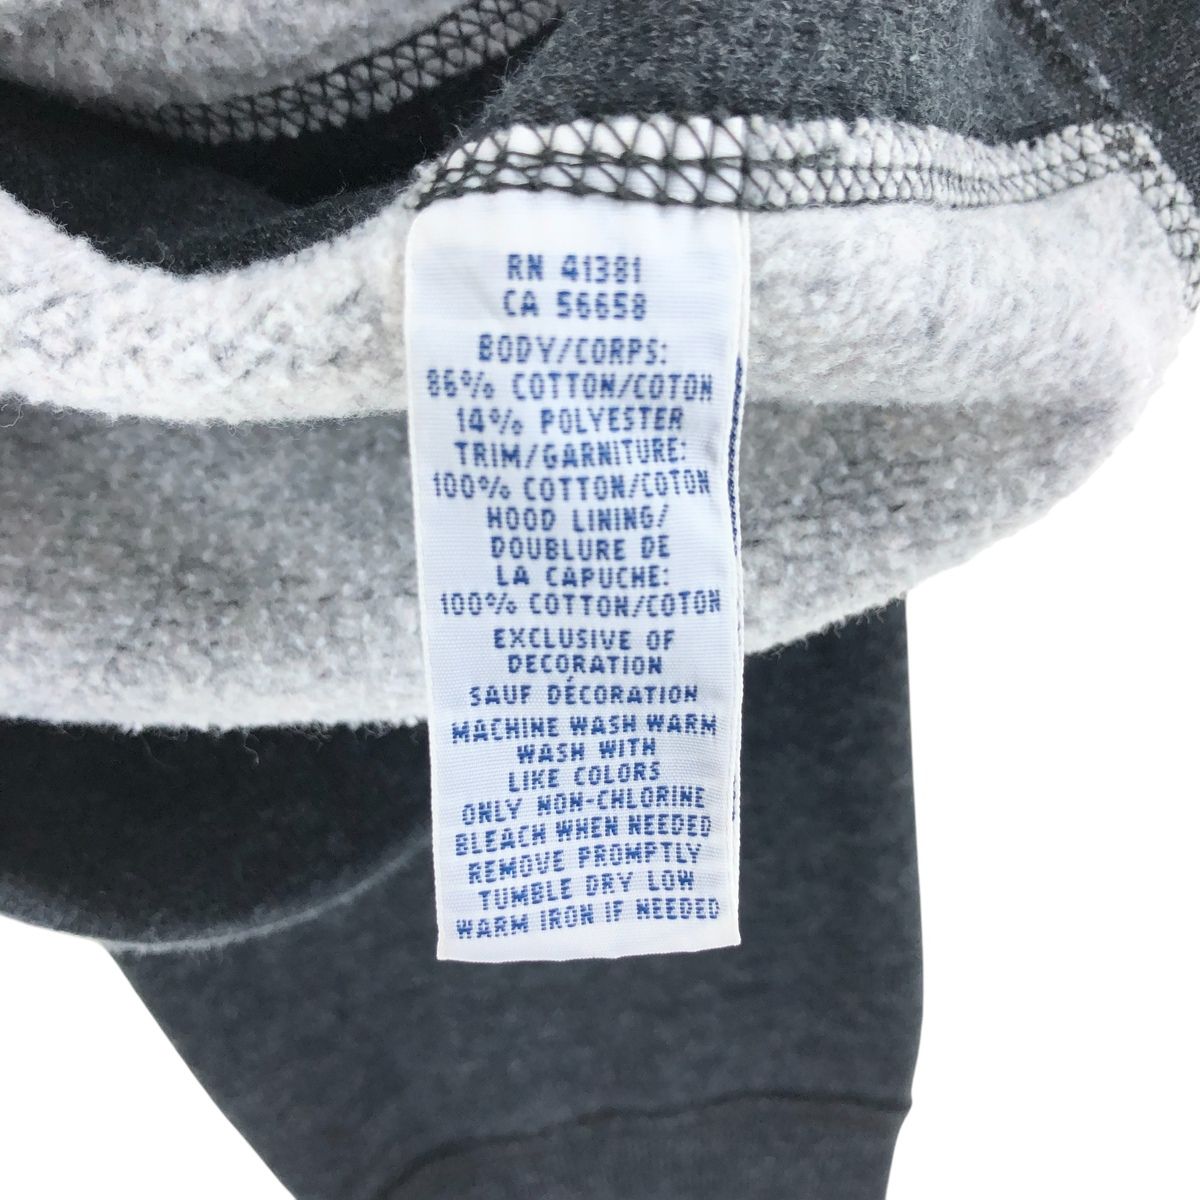 RN 41381
CA 56658
BODY/CORPS:
86% COTTON/COTON
14% POLYESTER
TRIM/GARNITURE:
100% COTTON/COTON
HOOD LINING/
DOUBLURE DE
LA CAPUCHE:
100% COTTON/COTON
EXCLUSIVE OF
DECORATION
SAUF DÉCORATION
MACHINE WASH WARM
WASH WITH
LIKE COLORS
ONLY NON-CHLORINE
BLEACH WHEN NEEDED
REMOVE PROMPTLY
TUMBLE DRY LOW
WARM IRON IF NEEDED